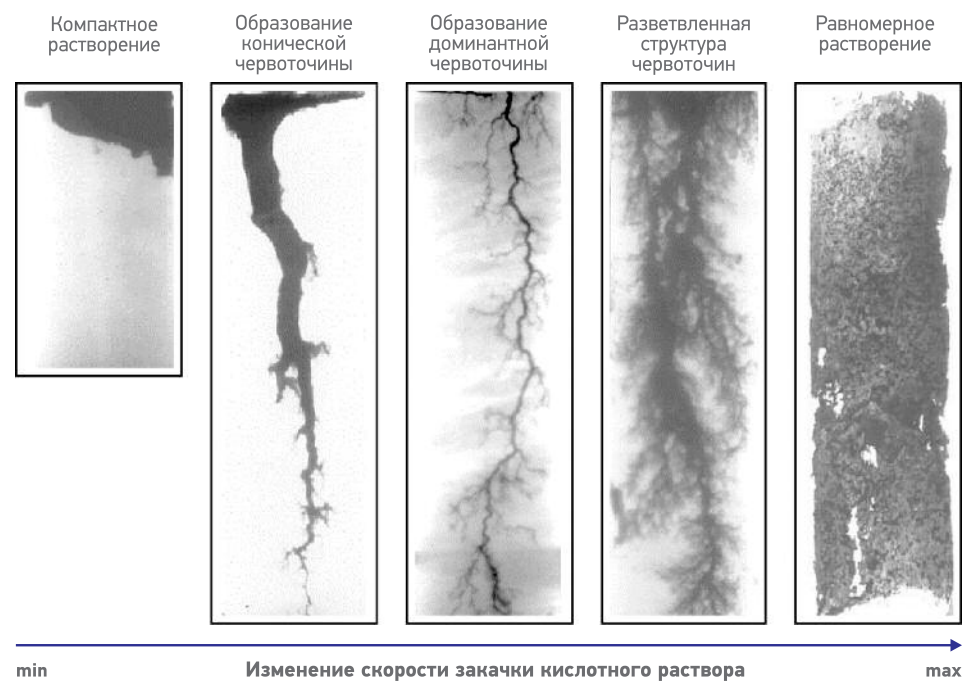 Компактное
растворение
Образование
конической
червоточины
Образование
доминантной
червоточины
Разветвленная
структура
червоточин
Равномерное
растворение
min
Изменение скорости закачки кислотного раствора
max